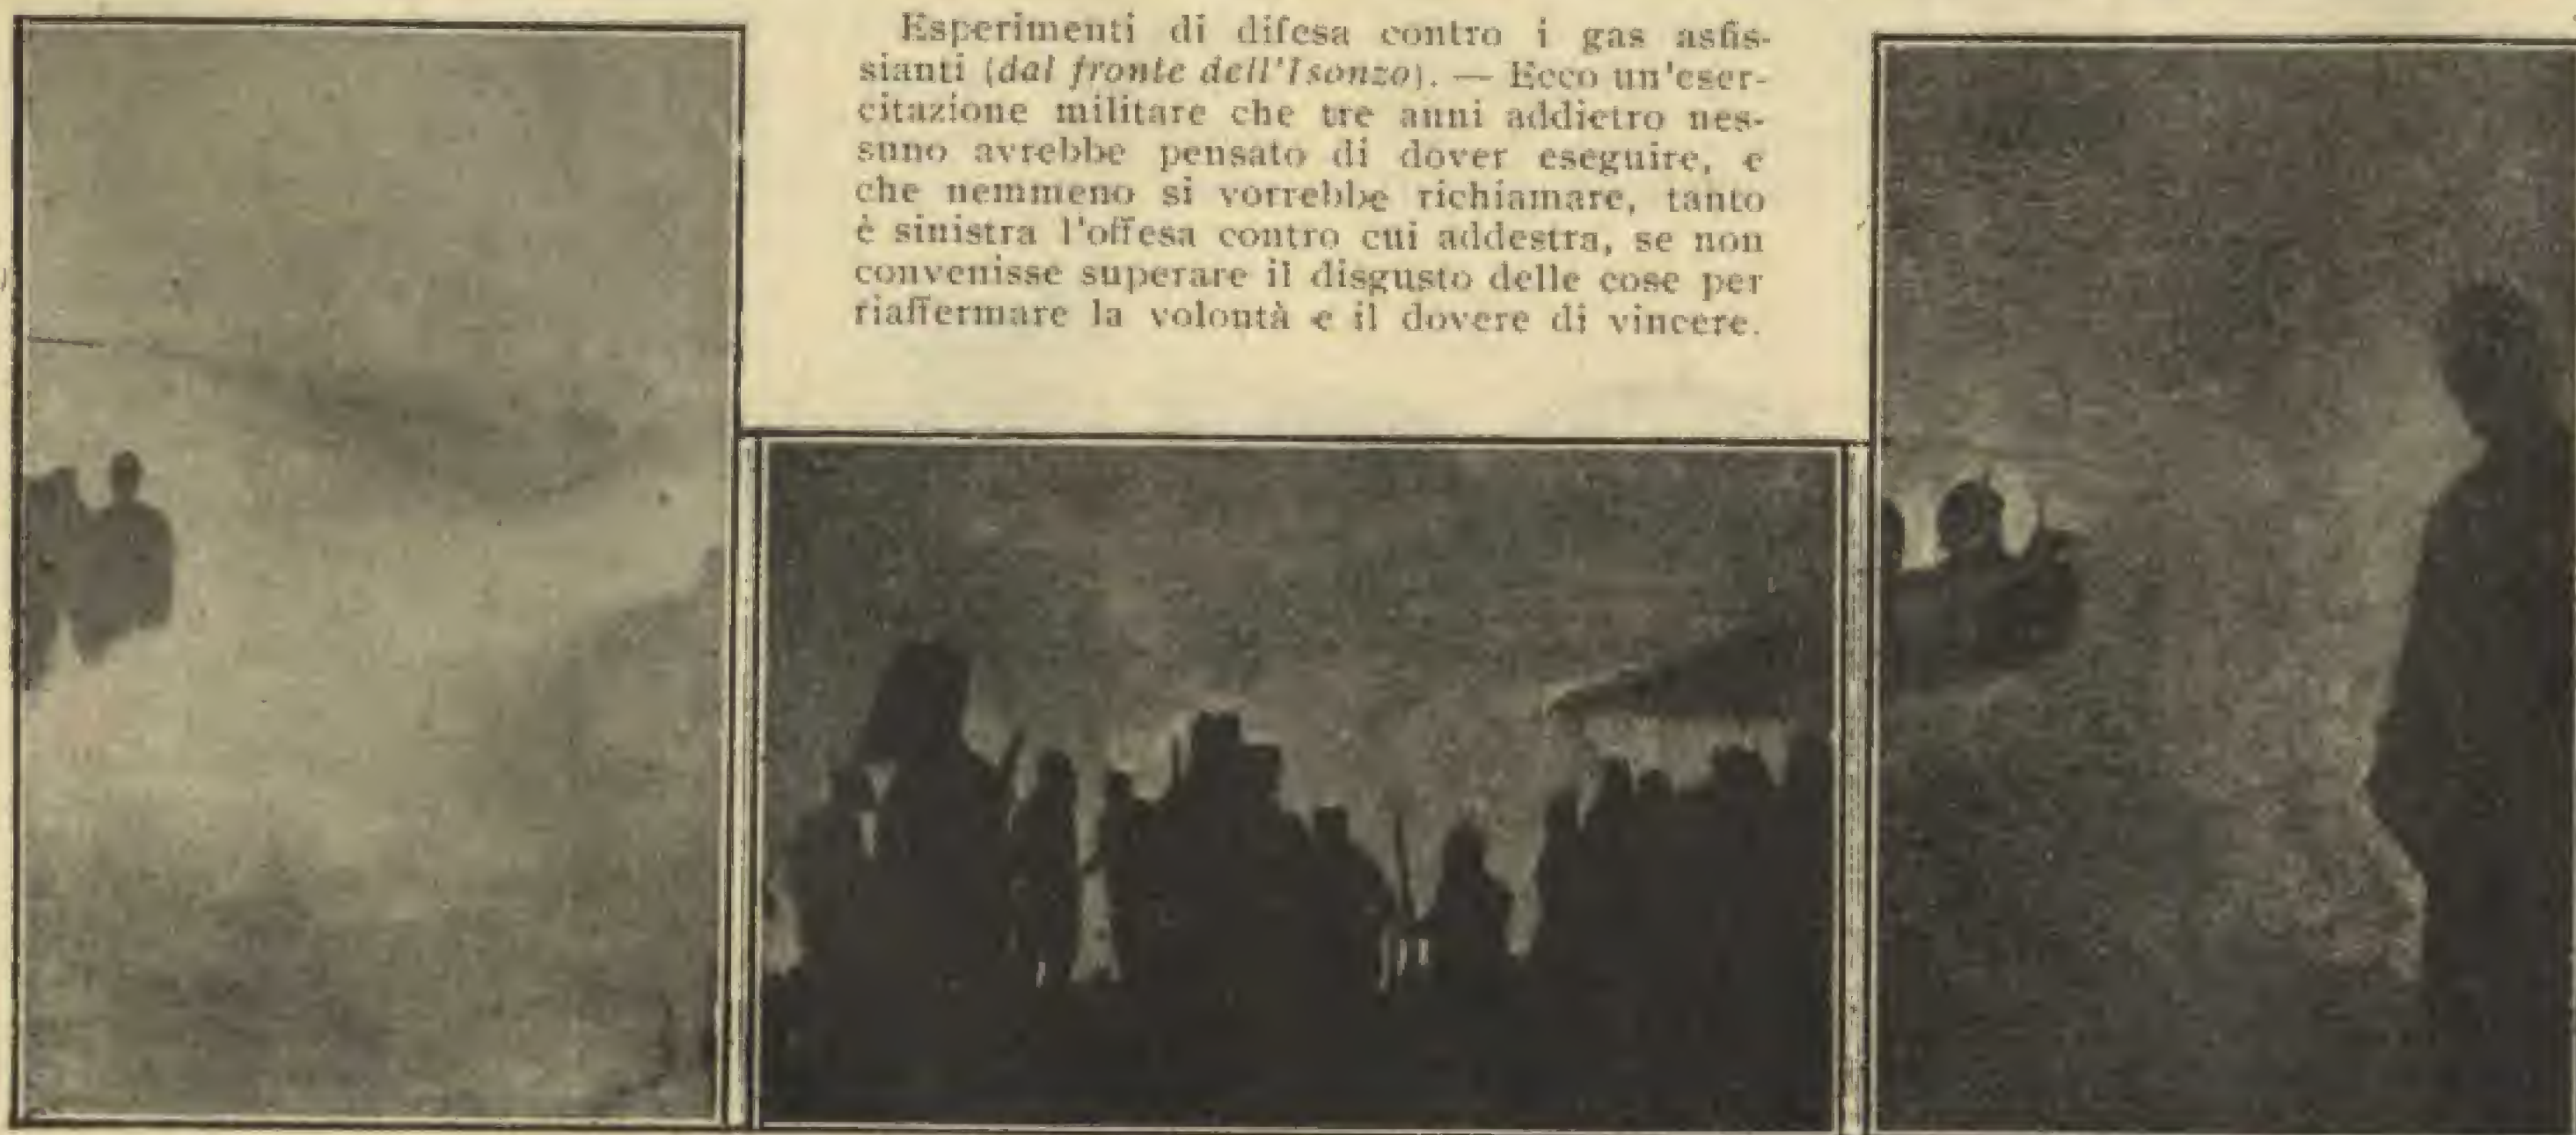 Esperimenti di difesa contro i gas asfis-
sianti (dal fronte dell'Isonzo). — Ecco un'eser-
citazione militare che tre anni addietro nes-
suno avrebbe pensato di dover eseguire, e
che nemmeno si vorrebbe richiamare, tanto
è sinistra l'offesa contro cui addestra, se non
convenisse superare il disgusto delle cose per
riaffermare la volontà e il dovere di vincere.